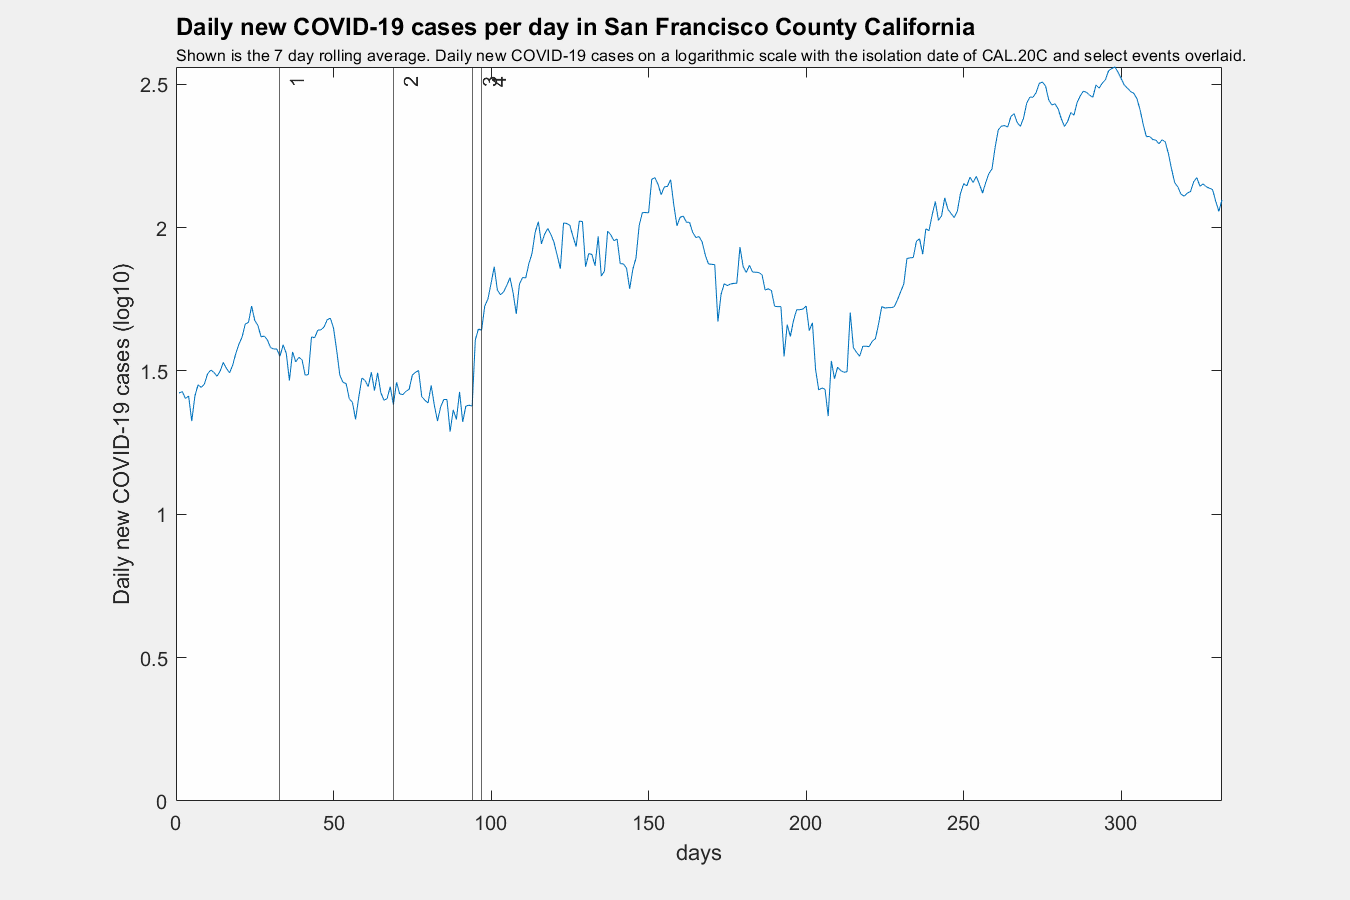 Daily new COVID-19 cases per day in San Francisco County California
Shown is the 7 day rolling average. Daily new COVID-19 cases on a logarithmic scale with the isolation date of CAL.20C and select events overlaid.
1
2
3
4
2.5
2
1.5
1
0.5
0
Daily new COVID-19 cases (log10)
0 50 100 150 200 250 300
days